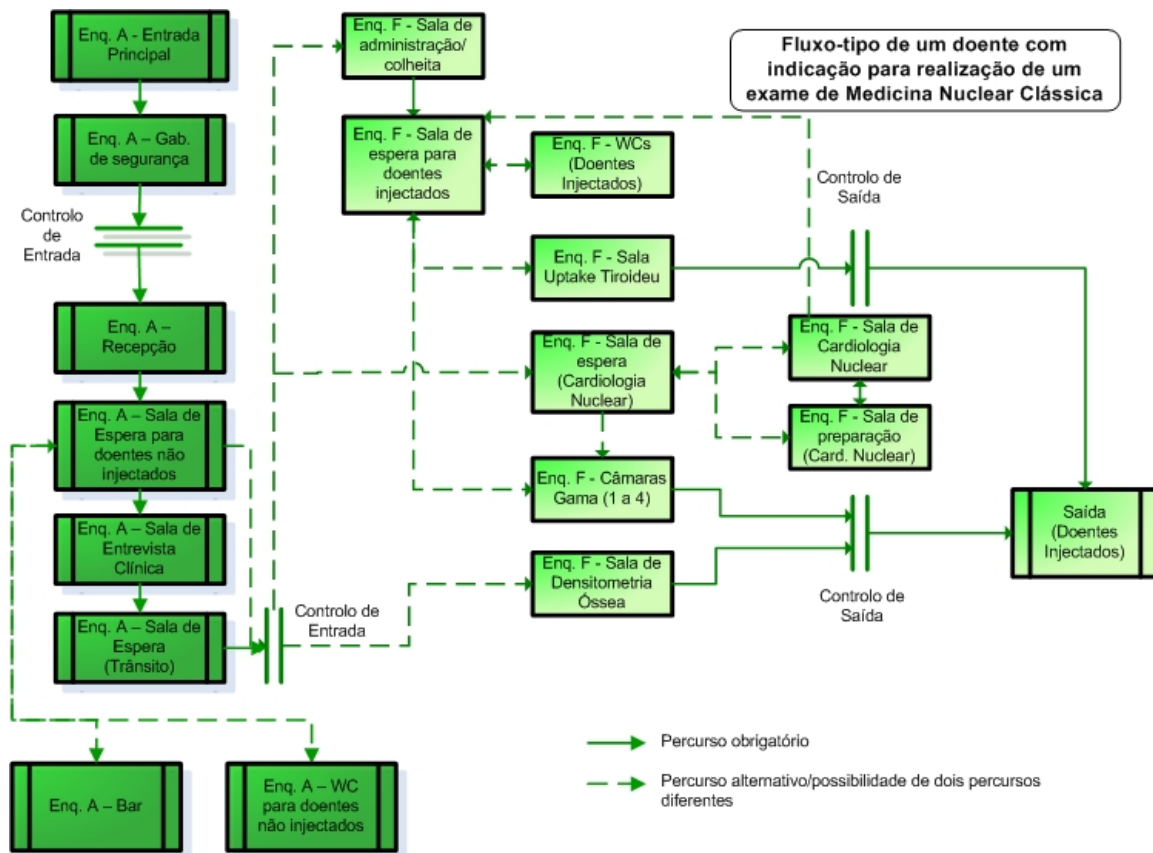 Enq. A - Entrada
Principal
Enq. A – Gab.
de segurança
Controlo
de
Entrada
Enq. A –
Recepção
Enq. A – Sala de
Espera para
doentes não
injectados
Enq. A – Sala de
Entrevista
Clínica
Enq. A – Sala de
Espera
(Trânsito)
Enq. A – Bar
Enq. A – WC
para doentes
não injectados
Controlo de
Entrada
Enq. F - Sala de
administração/
colheita
Enq. F - Sala de
espera para
doentes
injectados
Enq. F - WCs
(Doentes
Injectados)
Enq. F - Sala
Uptake Tiroideu
Enq. F - Sala de
espera
(Cardiologia
Nuclear)
Enq. F - Câmaras
Gama (1 a 4)
Enq. F - Sala de
Densitometria
Óssea
Fluxo-tipo de um doente com
indicação para realização de um
exame de Medicina Nuclear Clássica
Controlo de
Saída
Enq. F - Sala de
Cardiologia
Nuclear
Enq. F - Sala de
preparação
(Card. Nuclear)
Controlo de
Saída
Saída
(Doentes
Injectados)
Percurso obrigatório
Percurso alternativo/possibilidade de dois percursos
diferentes